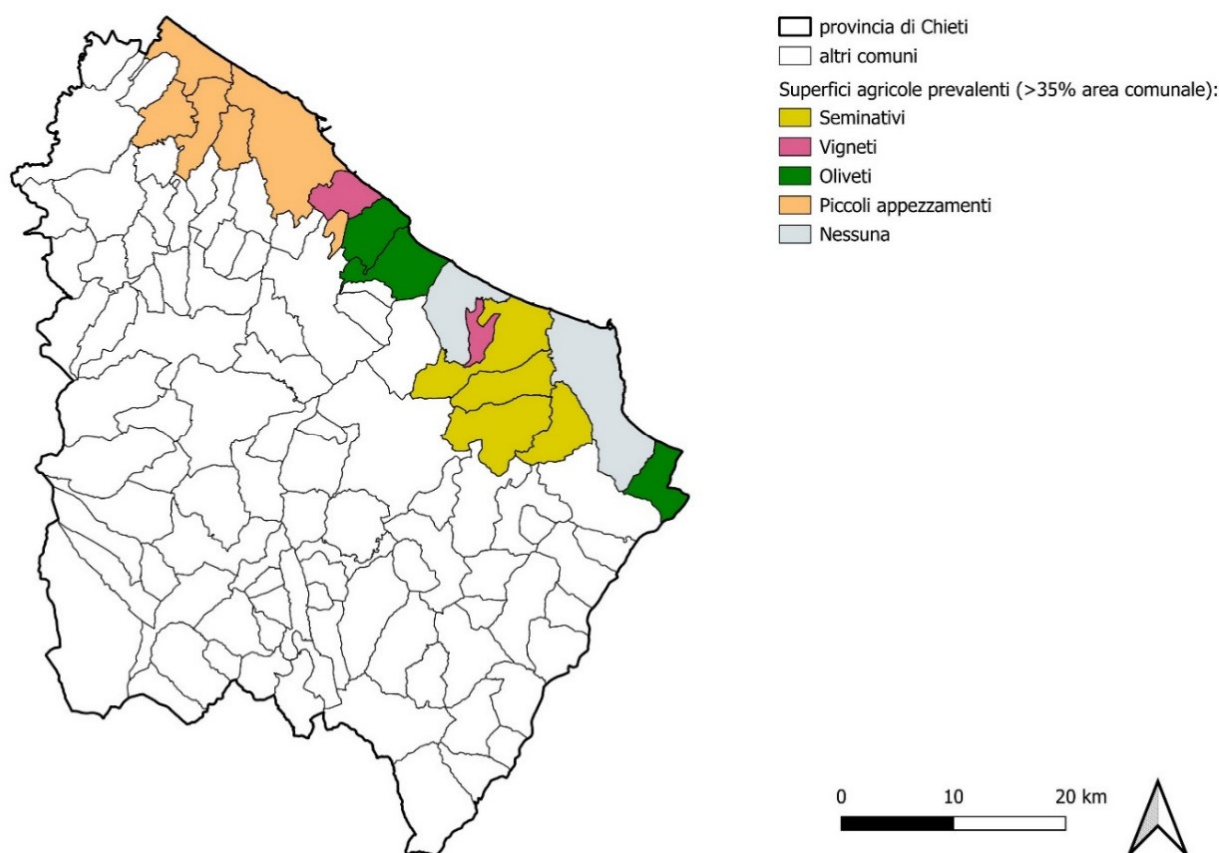 provincia di Chieti
altri comuni
Superfici agricole prevalenti (>35% area comunale):
Seminativi
Vigneti
Oliveti
Piccoli appezzamenti
Nessuna
0 10 20 km